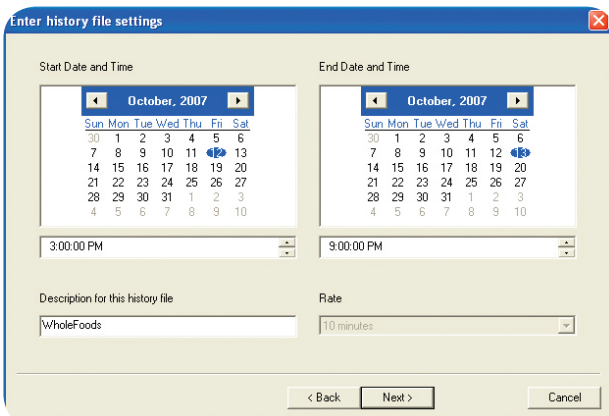 Enter history file settings
Start Date and Time
End Date and Time
October, 2007
Sun Mon Tue Wed Thu Fri Sat
30 1 2 3 4 5 6
7 8 9 10 11 12 13
14 15 16 17 18 19 20
21 22 23 24 25 26 27
28 29 30 31 1 2 3
4 5 6 7 8 9 10
October, 2007
Sun Mon Tue Wed Thu Fri Sat
30 1 2 3 4 5 6
7 8 9 10 11 12 13
14 15 16 17 18 19 20
21 22 23 24 25 26 27
28 29 30 31 1 2 3
4 5 6 7 8 9 10
3:00:00 PM
9:00:00 PM
Description for this history file
Rate
WholeFoods
10 minutes
< Back
Next >
Cancel